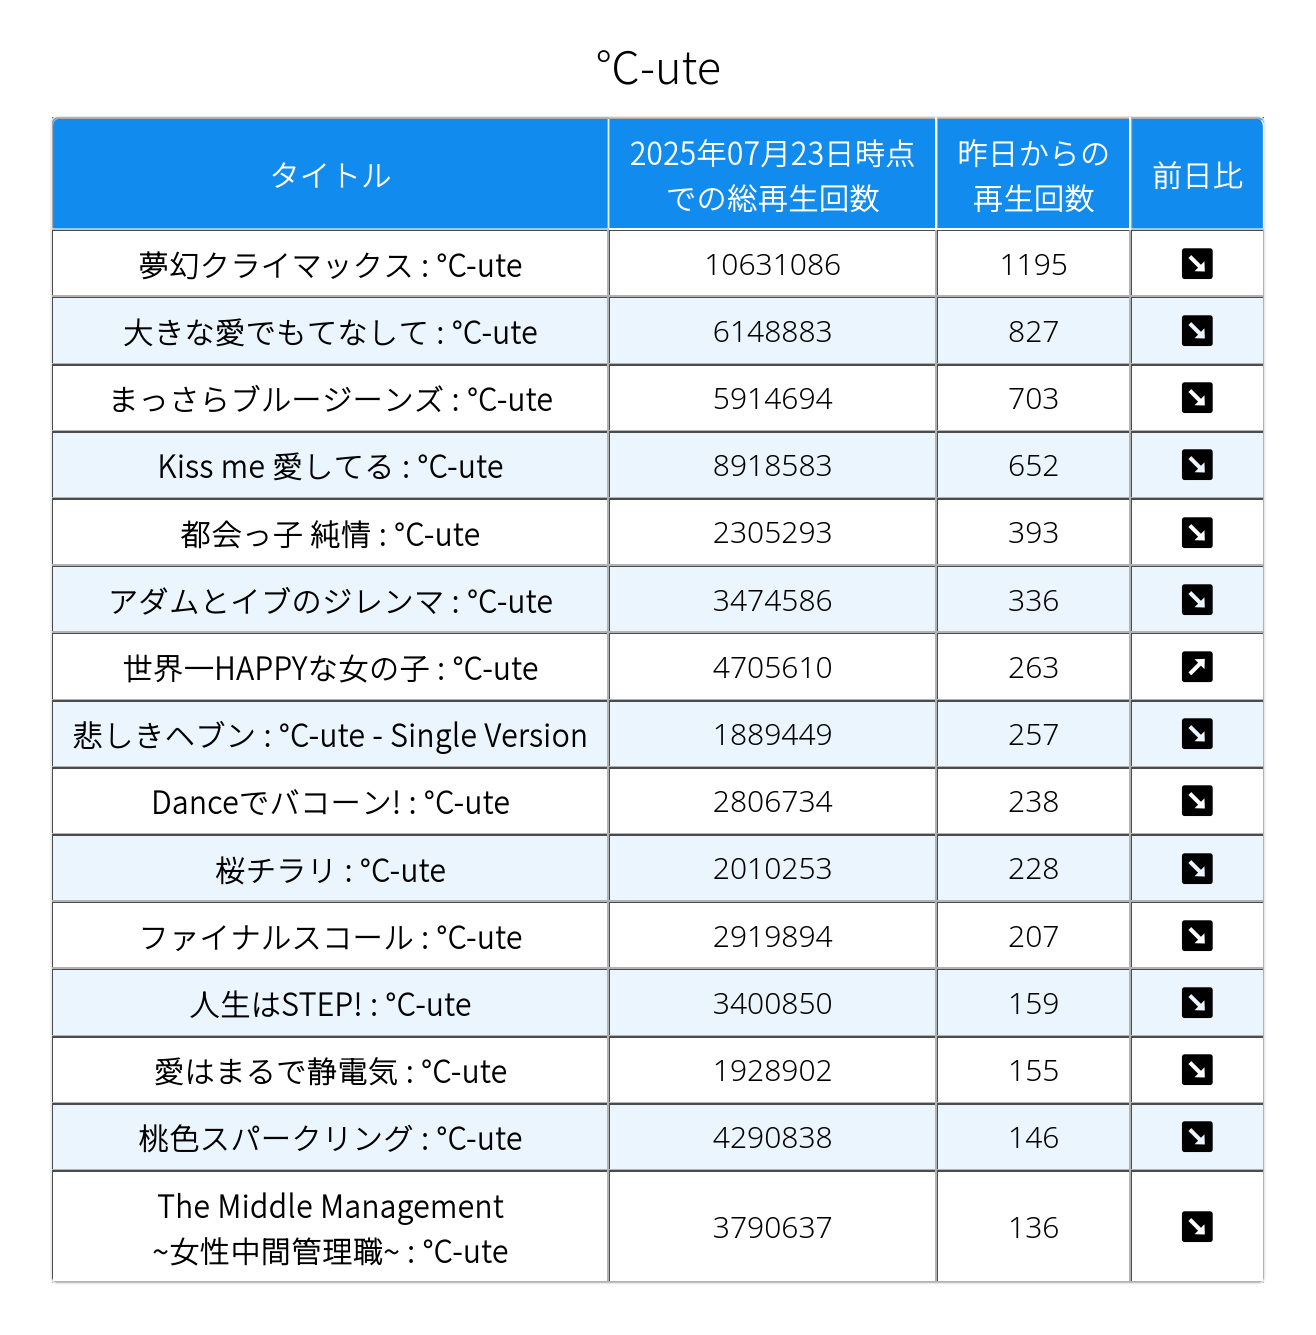 ℃-ute
タイトル
2025年07月23日時点
での総再生回数
昨日からの
再生回数
前日比
夢幻クライマックス : ℃-ute 10631086 1195
大きな愛でもてなして : ℃-ute 6148883 827
まっさらブルージーンズ : ℃-ute 5914694 703
Kiss me 愛してる : ℃-ute 8918583 652
都会っ子 純情 : ℃-ute 2305293 393
アダムとイブのジレンマ : ℃-ute 3474586 336
世界一HAPPYな女の子 : ℃-ute 4705610 263
悲しきヘブン : ℃-ute - Single Version 1889449 257
Danceでバコーン! : ℃-ute 2806734 238
桜チラリ : ℃-ute 2010253 228
ファイナルスコール : ℃-ute 2919894 207
人生はSTEP! : ℃-ute 3400850 159
愛はまるで静電気 : ℃-ute 1928902 155
桃色スパークリング : ℃-ute 4290838 146
The Middle Management
~女性中間管理職~ : ℃-ute 3790637 136